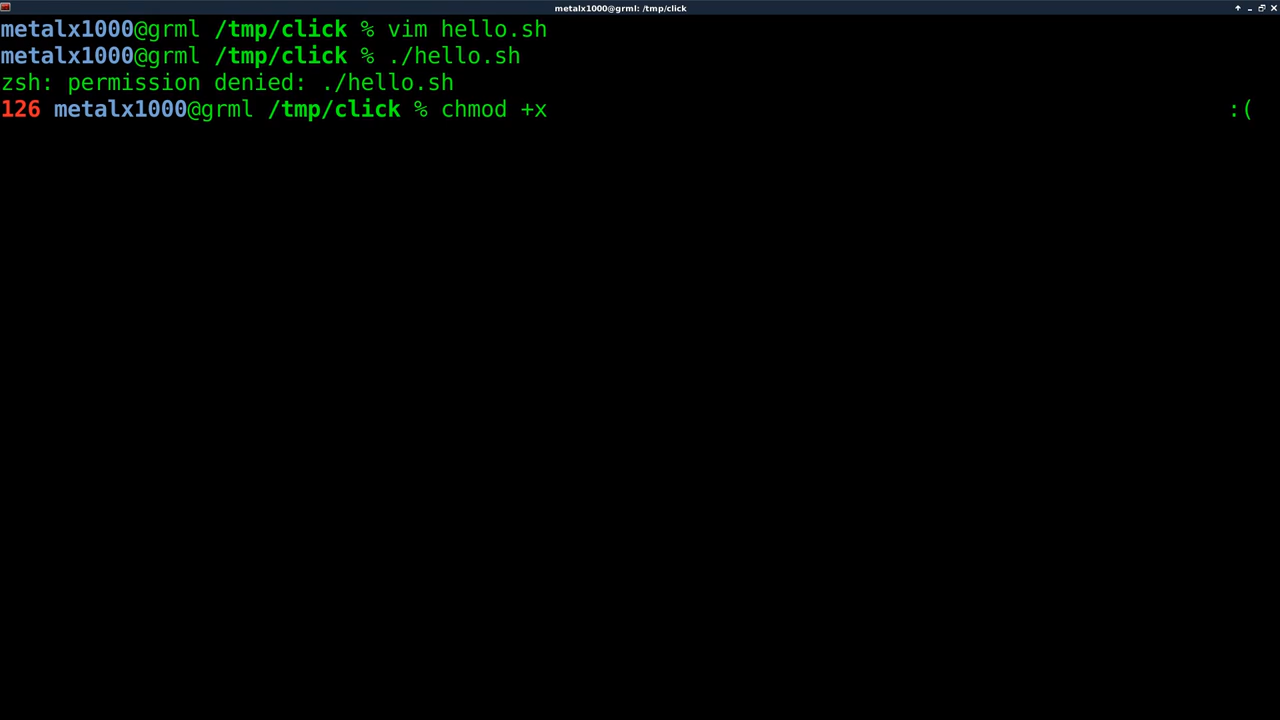 metalx1000@grml: /tmp/click
metalx1000@grml /tmp/click % vim hello.sh
metalx1000@grml /tmp/click % ./hello.sh
zsh: permission denied: ./hello.sh
126 metalx1000@grml /tmp/click % chmod +x :(